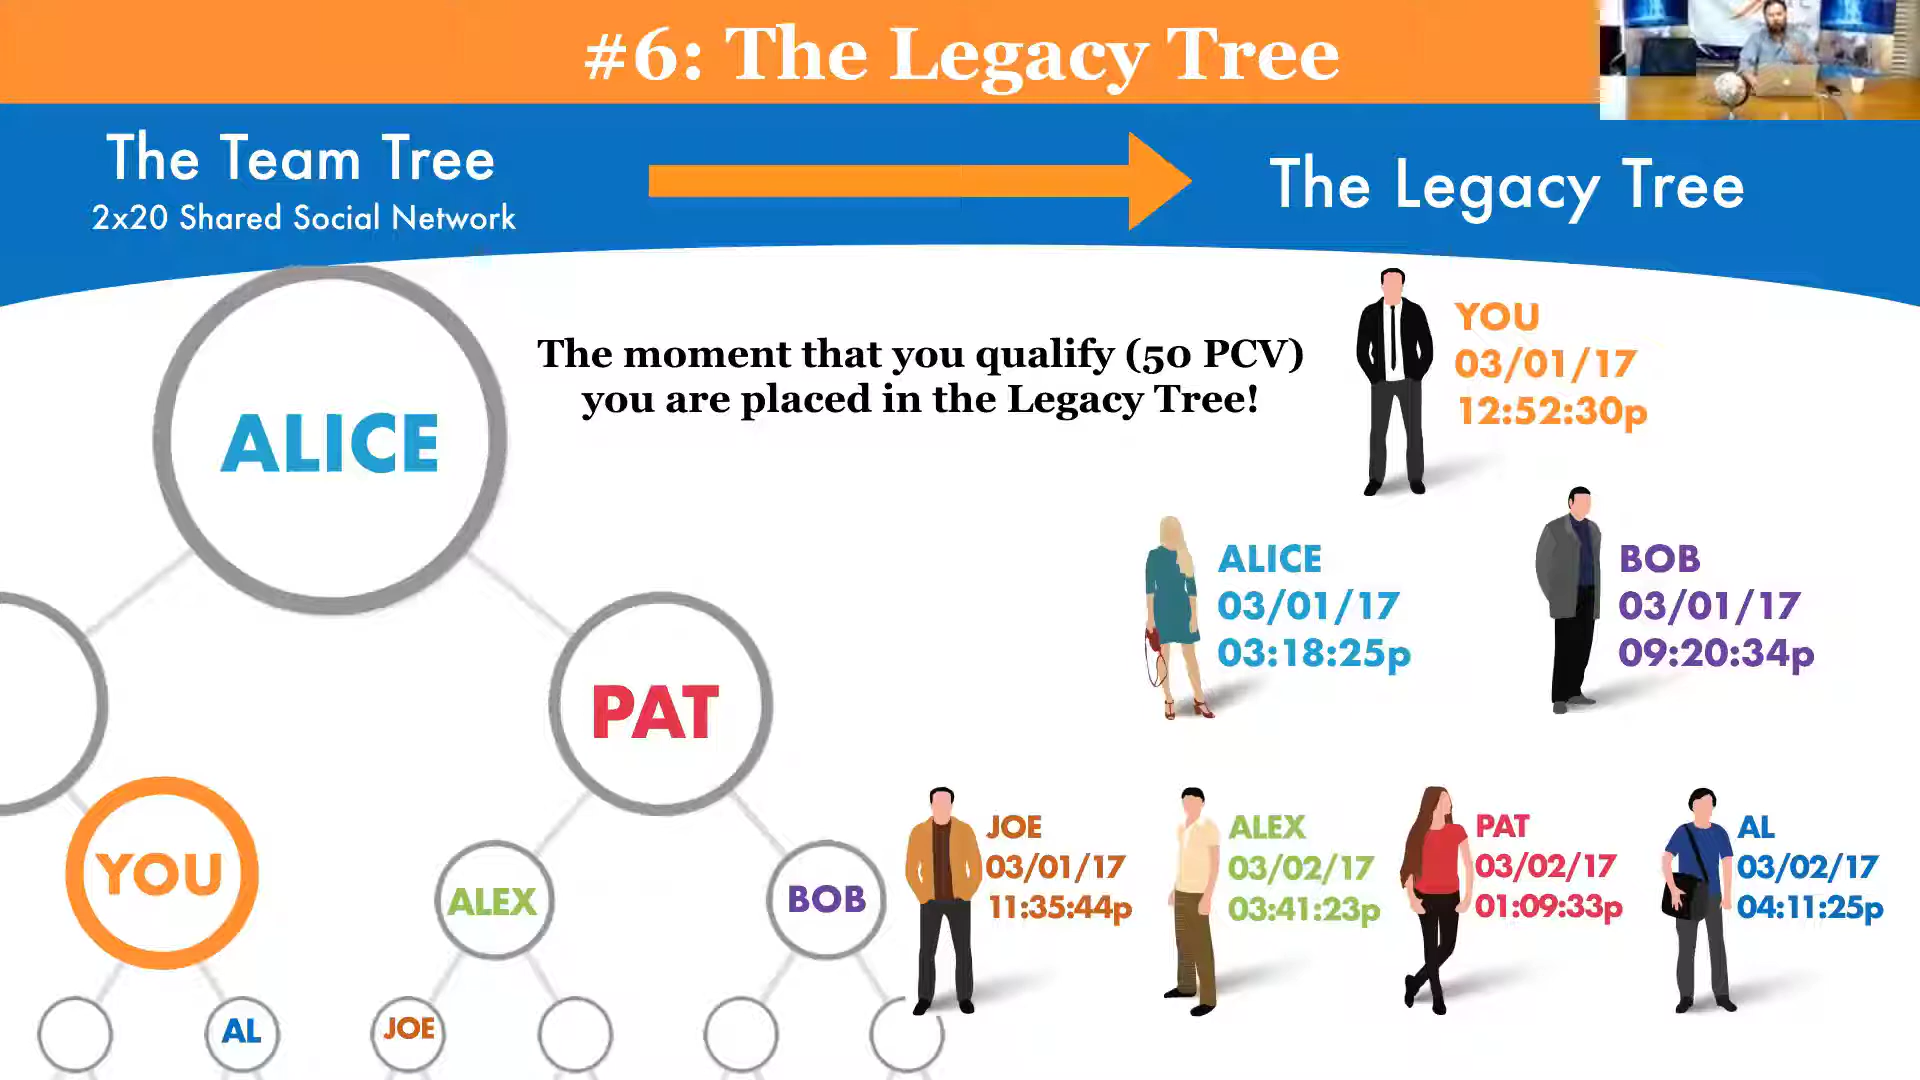 #6: The Legacy Tree
The Team Tree
2x20 Shared Social Network
The Legacy Tree
The moment that you qualify (50 PCV)
you are placed in the Legacy Tree!
YOU
03/01/17
12:52:30p
ALICE
03/01/17
03:18:25p
BOB
03/01/17
09:20:34p
JOE
03/01/17
11:35:44p
ALEX
03/02/17
03:41:23p
PAT
03/02/17
01:09:33p
AL
03/02/17
04:11:25p
ALICE
PAT
YOU
ALEX
BOB
AL
JOE